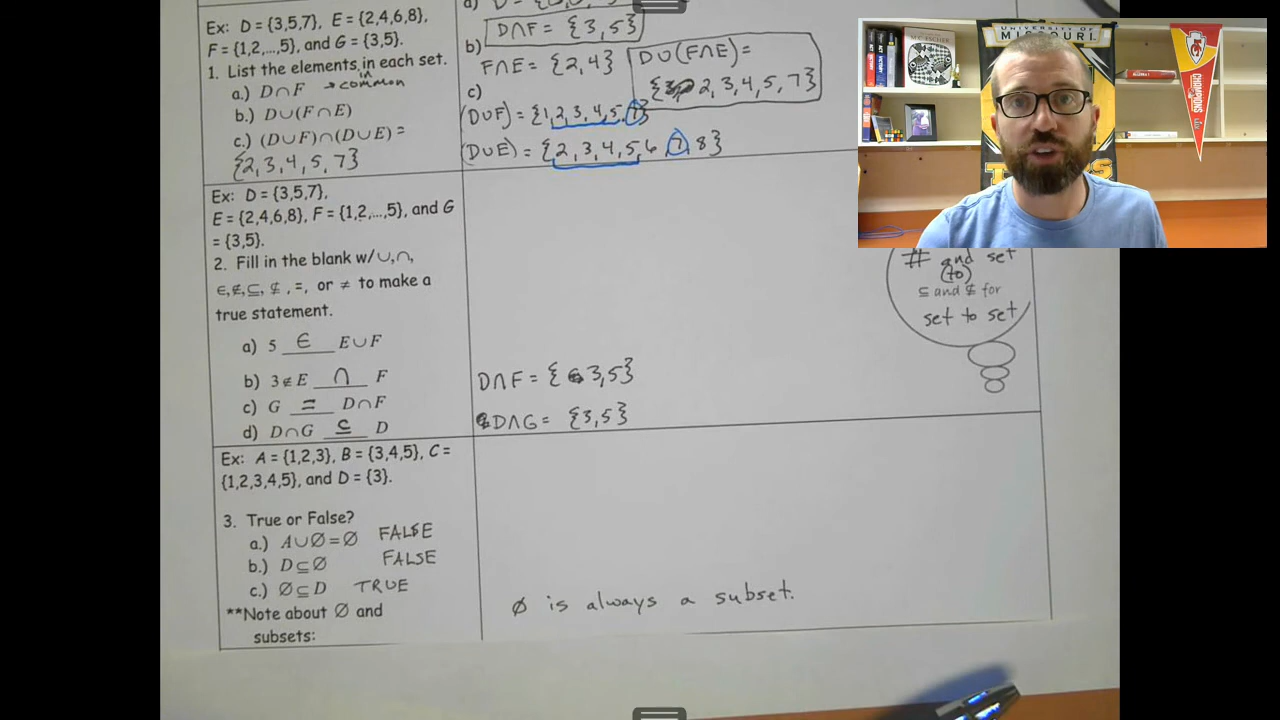 Ex: D = {3,5,7}, E = {2,4,6,8},
F = {1,2,...,5}, and G = {3,5}.
1. List the elements in each set.
in
a.) D∩F → common
b.) D∪(F∩E)
c.) (D∪F)∩(D∪E) =
{2, 3, 4, 5, 7}
a)
D∩F = {3, 5}
b)
F∩E = {2, 4}
D∪(F∩E) =
{2, 3, 4, 5, 7}
c)
(D∪F) = {1, 2, 3, 4, 5, 7}
(D∪E) = {2, 3, 4, 5, 6, 7, 8}
Ex: D = {3,5,7},
E = {2,4,6,8}, F = {1,2,...,5}, and G
= {3,5}.
2. Fill in the blank w/∪,∩,
∈,∉,⊆, ⊈ , =, or ≠ to make a
true statement.
a) 5 ∈ E∪F
b) 3∉E ∩ F
c) G = D∩F
d) D∩G ⊆ D
D∩F = {3, 5}
D∩G = {3, 5}
# and set
(to)
⊆ and ⊈ for
set to set
Ex: A = {1,2,3}, B = {3,4,5}, C =
{1,2,3,4,5}, and D = {3}.
3. True or False?
a.) A∪∅=∅ FALSE
b.) D⊆∅ FALSE
c.) ∅⊆D TRUE
**Note about ∅ and
subsets:
∅ is always a subset.
M.C. ESCHER
UNIVERSITY OF
MISSOURI
CHIEFS
CHAMPIONS